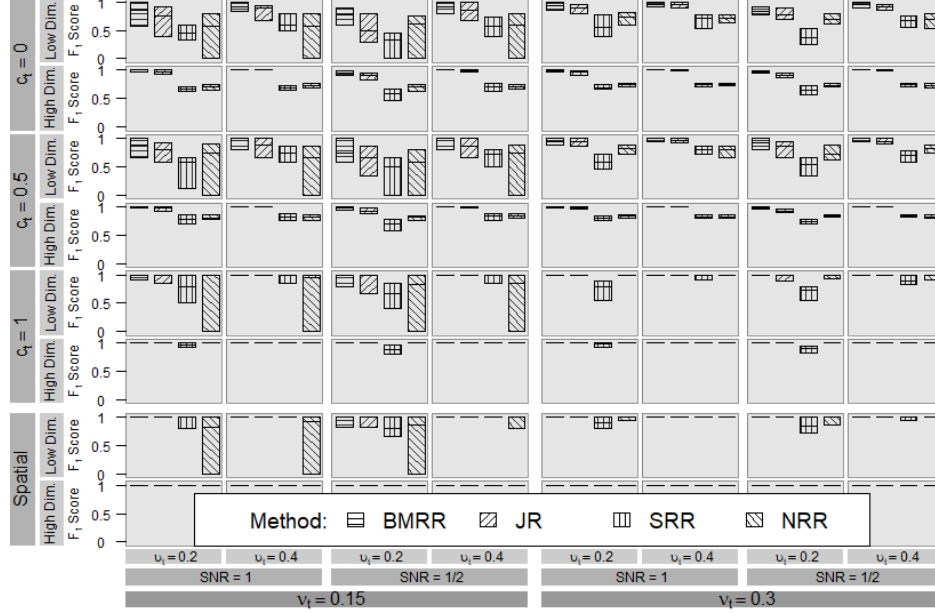 c_t = 0
Low Dim.
F_1 Score
1
0.5
0
High Dim.
F_1 Score
1
0.5
0
c_t = 0.5
Low Dim.
F_1 Score
1
0.5
0
High Dim.
F_1 Score
1
0.5
0
c_t = 1
Low Dim.
F_1 Score
1
0.5
0
High Dim.
F_1 Score
1
0.5
0
Spatial
Low Dim.
F_1 Score
1
0.5
0
High Dim.
F_1 Score
1
0.5
0
Method: BMRR JR SRR NRR
υ_t = 0.2 υ_t = 0.4 υ_t = 0.2 υ_t = 0.4 υ_t = 0.2 υ_t = 0.4 υ_t = 0.2 υ_t = 0.4
SNR = 1 SNR = 1/2 SNR = 1 SNR = 1/2
ν_t = 0.15 ν_t = 0.3